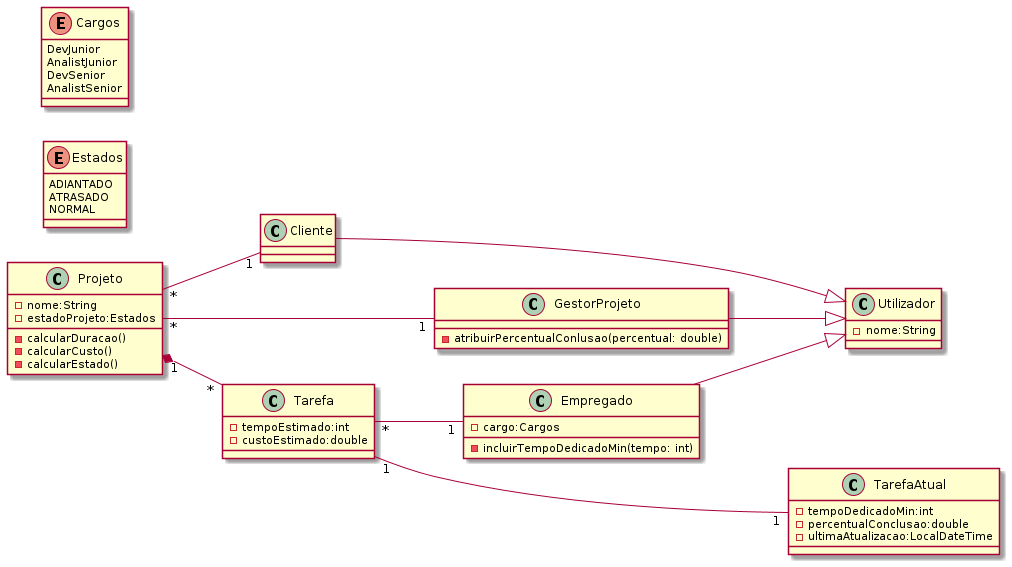 E Cargos
DevJunior
AnalistJunior
DevSenior
AnalistSenior
E Estados
ADIANTADO
ATRASADO
NORMAL
C Cliente
C Projeto
nome:String
estadoProjeto:Estados
calcularDuracao()
calcularCusto()
calcularEstado()
* 1
C GestorProjeto
atribuirPercentualConlusao(percentual: double)
* 1
C Utilizador
nome:String
1 *
C Tarefa
tempoEstimado:int
custoEstimado:double
C Empregado
cargo:Cargos
incluirTempoDedicadoMin(tempo: int)
* 1
C TarefaAtual
tempoDedicadoMin:int
percentualConclusao:double
ultimaAtualizacao:LocalDateTime
1 1